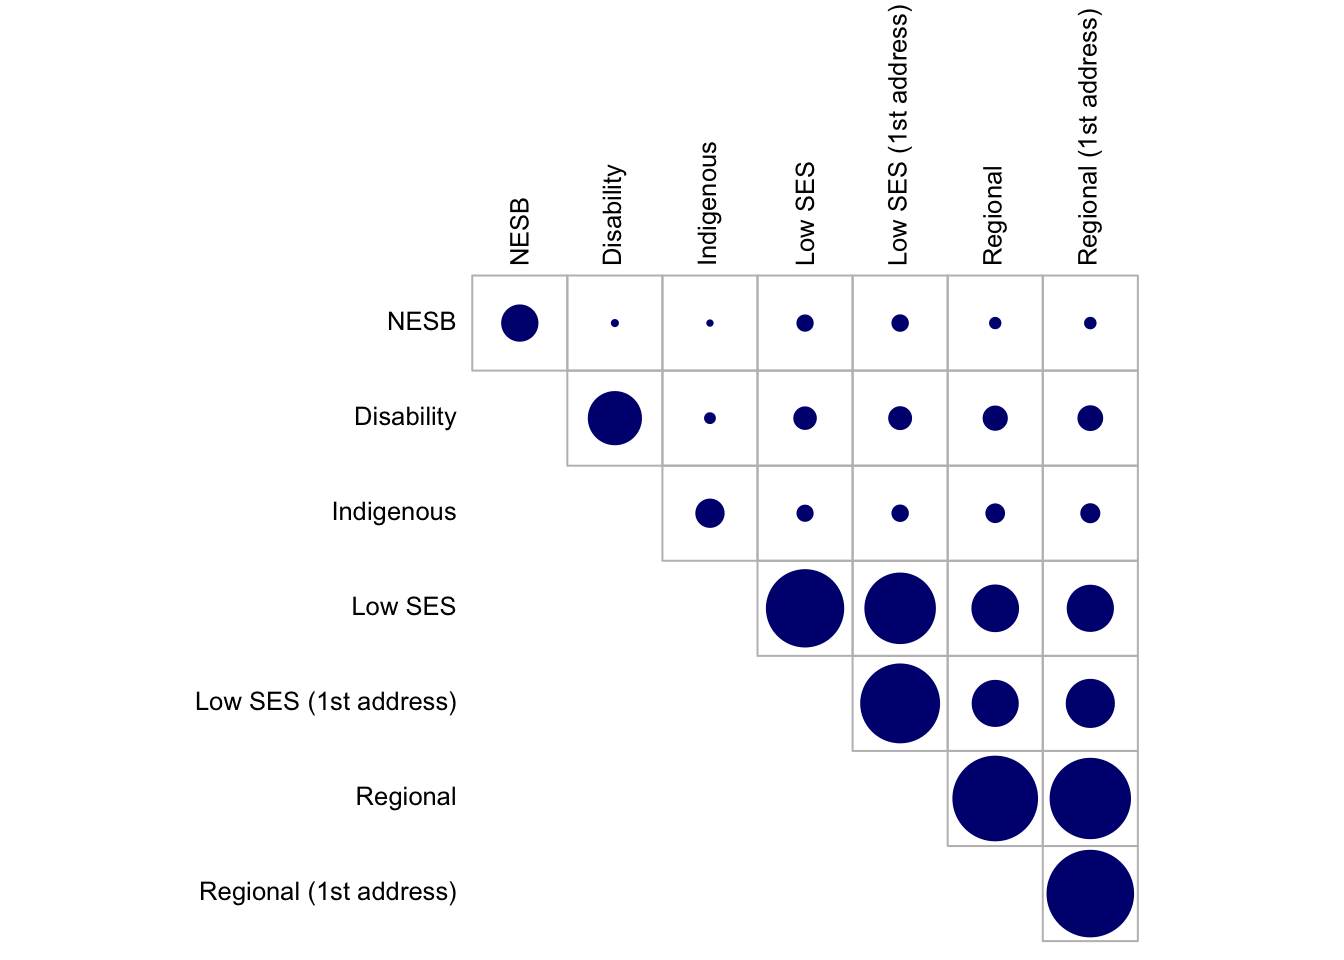 NESB
Disability
Indigenous
Low SES
Low SES (1st address)
Regional
Regional (1st address)
NESB
Disability
Indigenous
Low SES
Low SES (1st address)
Regional
Regional (1st address)